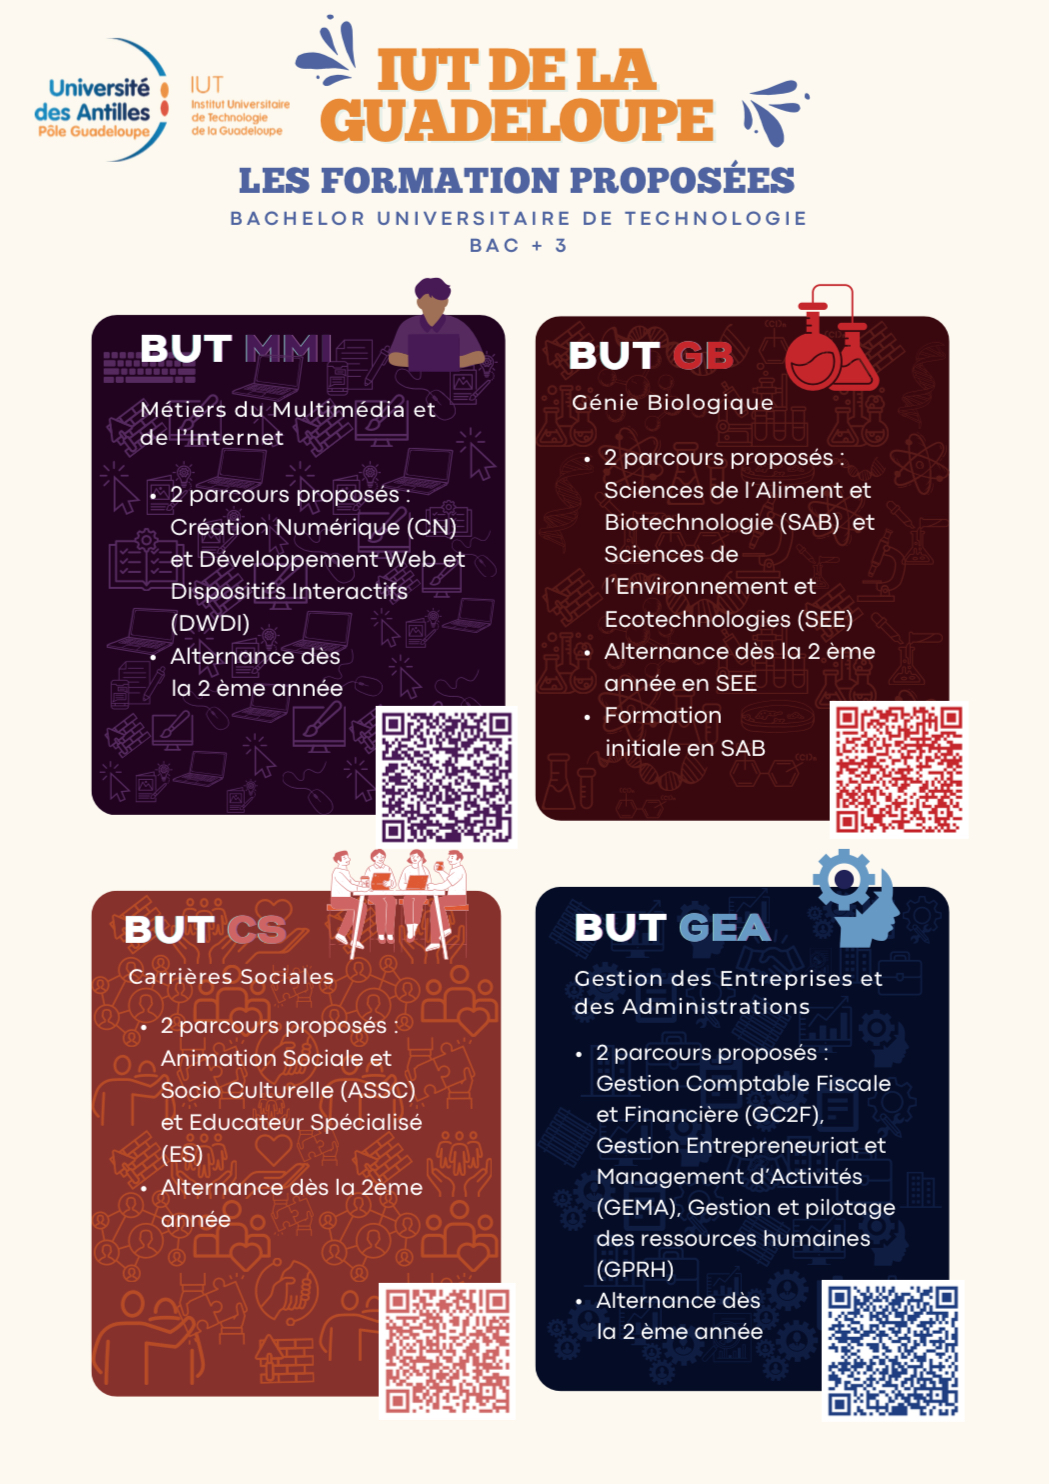 Université
des Antilles
Pôle Guadeloupe
IUT
Institut Universitaire
de Technologie
de la Guadeloupe
IUT DE LA
GUADELOUPE
LES FORMATION PROPOSÉES
BACHELOR UNIVERSITAIRE DE TECHNOLOGIE
BAC + 3
BUT MMI
Métiers du Multimédia et
de l'Internet
• 2 parcours proposés :
Création Numérique (CN)
et Développement Web et
Dispositifs Interactifs
(DWDI)
• Alternance dès
la 2 ème année
BUT GB
Génie Biologique
• 2 parcours proposés :
Sciences de l'Aliment et
Biotechnologie (SAB) et
Sciences de
l'Environnement et
Ecotechnologies (SEE)
• Alternance dès la 2 ème
année en SEE
• Formation
initiale en SAB
BUT CS
Carrières Sociales
• 2 parcours proposés :
Animation Sociale et
Socio Culturelle (ASSC)
et Educateur Spécialisé
(ES)
• Alternance dès la 2ème
année
BUT GEA
Gestion des Entreprises et
des Administrations
• 2 parcours proposés :
Gestion Comptable Fiscale
et Financière (GC2F),
Gestion Entrepreneuriat et
Management d'Activités
(GEMA), Gestion et pilotage
des ressources humaines
(GPRH)
• Alternance dès
la 2 ème année